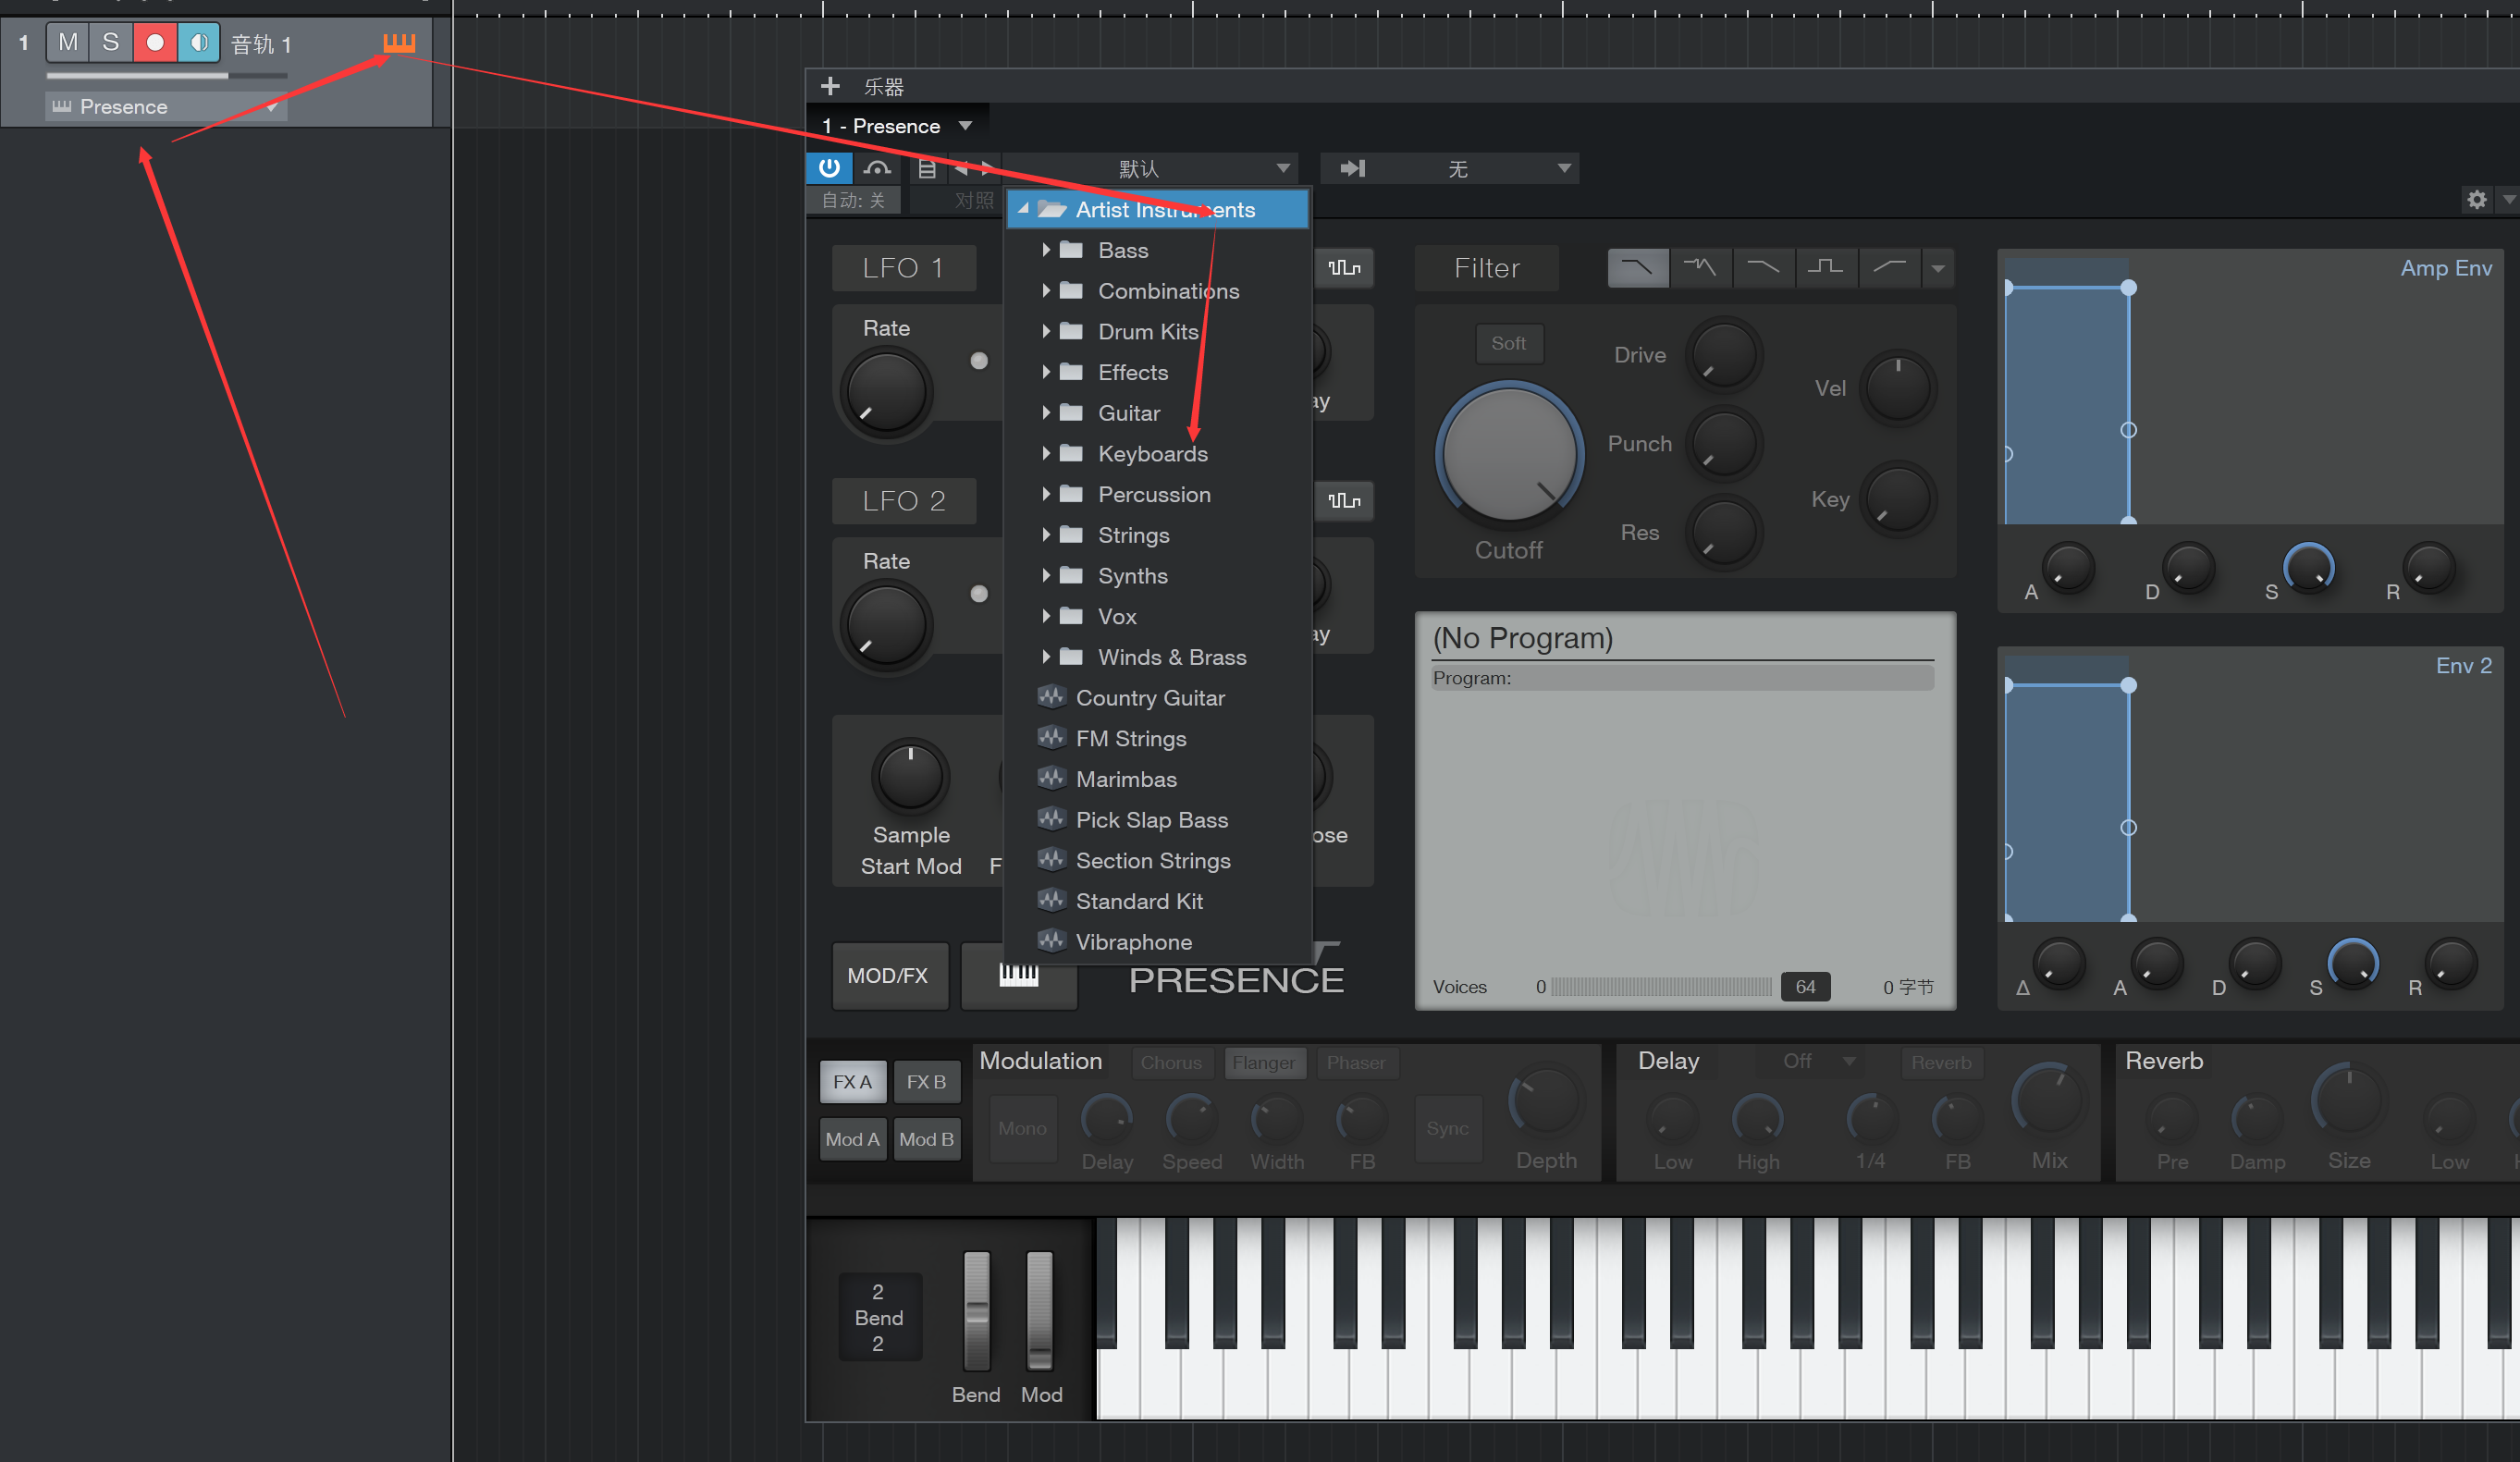 1 M S 音轨 1
Presence
乐器
1 - Presence
默认
无
自动: 关
对照
Artist Instruments
Bass
Combinations
Drum Kits
Effects
Guitar
Keyboards
Percussion
Strings
Synths
Vox
Winds & Brass
Country Guitar
FM Strings
Marimbas
Pick Slap Bass
Section Strings
Standard Kit
Vibraphone
LFO 1
Rate
LFO 2
Rate
Sample
Start Mod
MOD/FX
PRESENCE
Filter
Soft
Drive
Vel
Punch
Key
Res
Cutoff
(No Program)
Program:
Voices 0 64 0 字节
Amp Env
A D S R
Env 2
Δ A D S R
FX A FX B
Mod A Mod B
Modulation Chorus Flanger Phaser
Mono Sync
Delay Speed Width FB Depth
Delay Off Reverb
Low High 1/4 FB Mix
Reverb
Pre Damp Size Low
2
Bend
2
Bend Mod